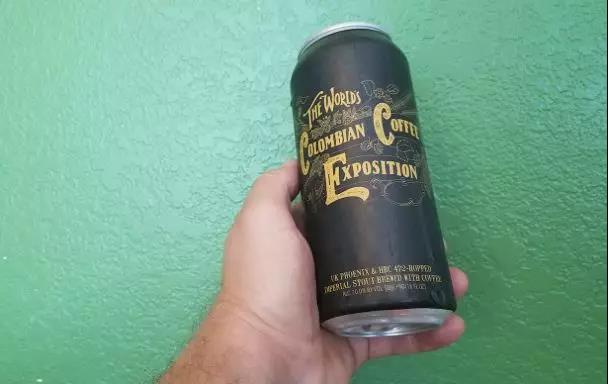 THE WORLD'S
COLOMBIAN COFFEE
EXPOSITION
UK PHOENIX & HBC 472-HOPPED
IMPERIAL STOUT BREWED WITH COFFEE